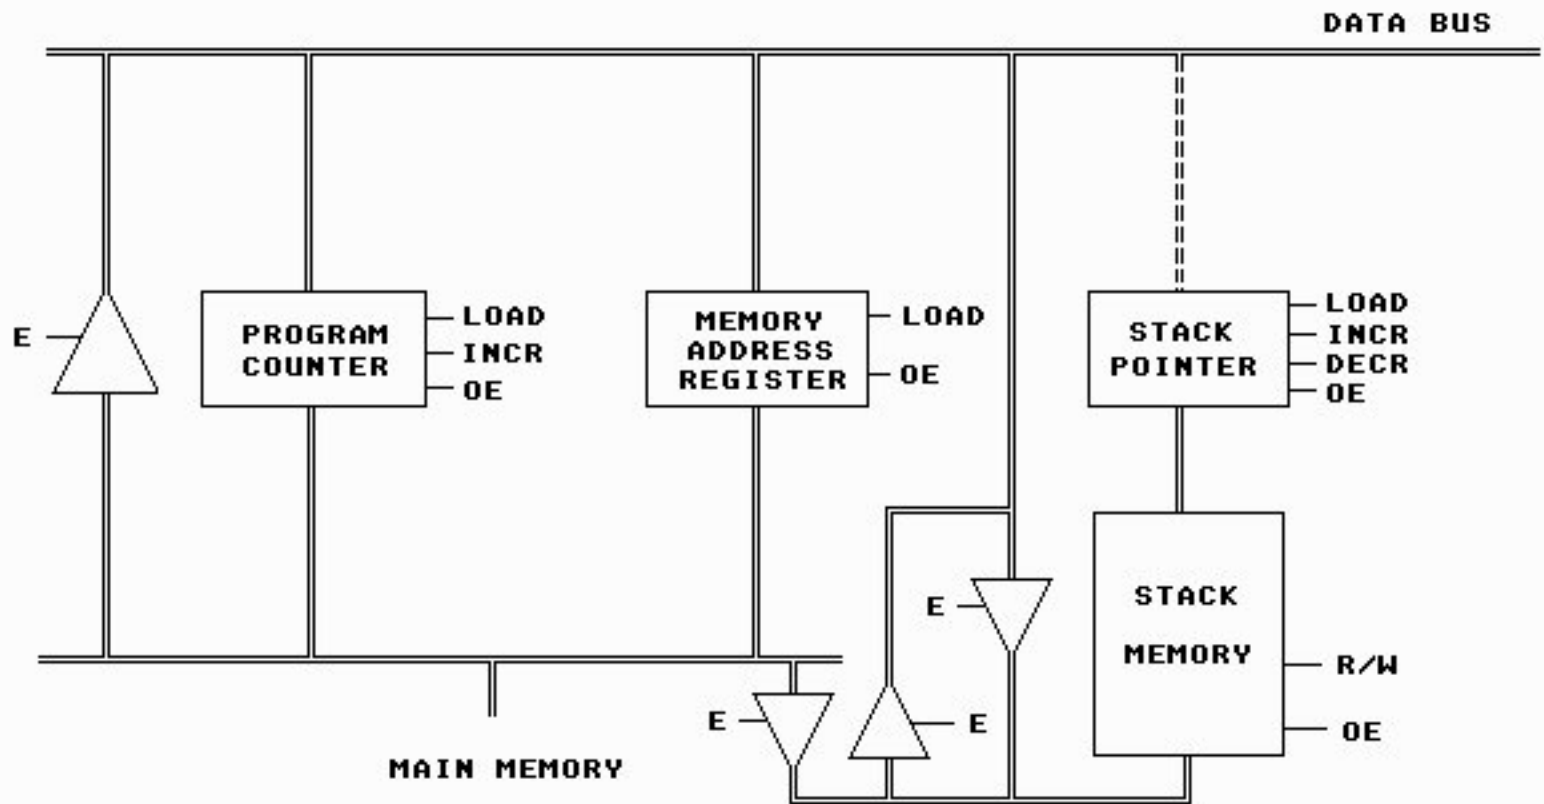 DATA BUS
E
PROGRAM
COUNTER
LOAD
INCR
OE
MEMORY
ADDRESS
REGISTER
LOAD
OE
STACK
POINTER
LOAD
INCR
DECR
OE
E
STACK
MEMORY
R/W
OE
E
E
MAIN MEMORY